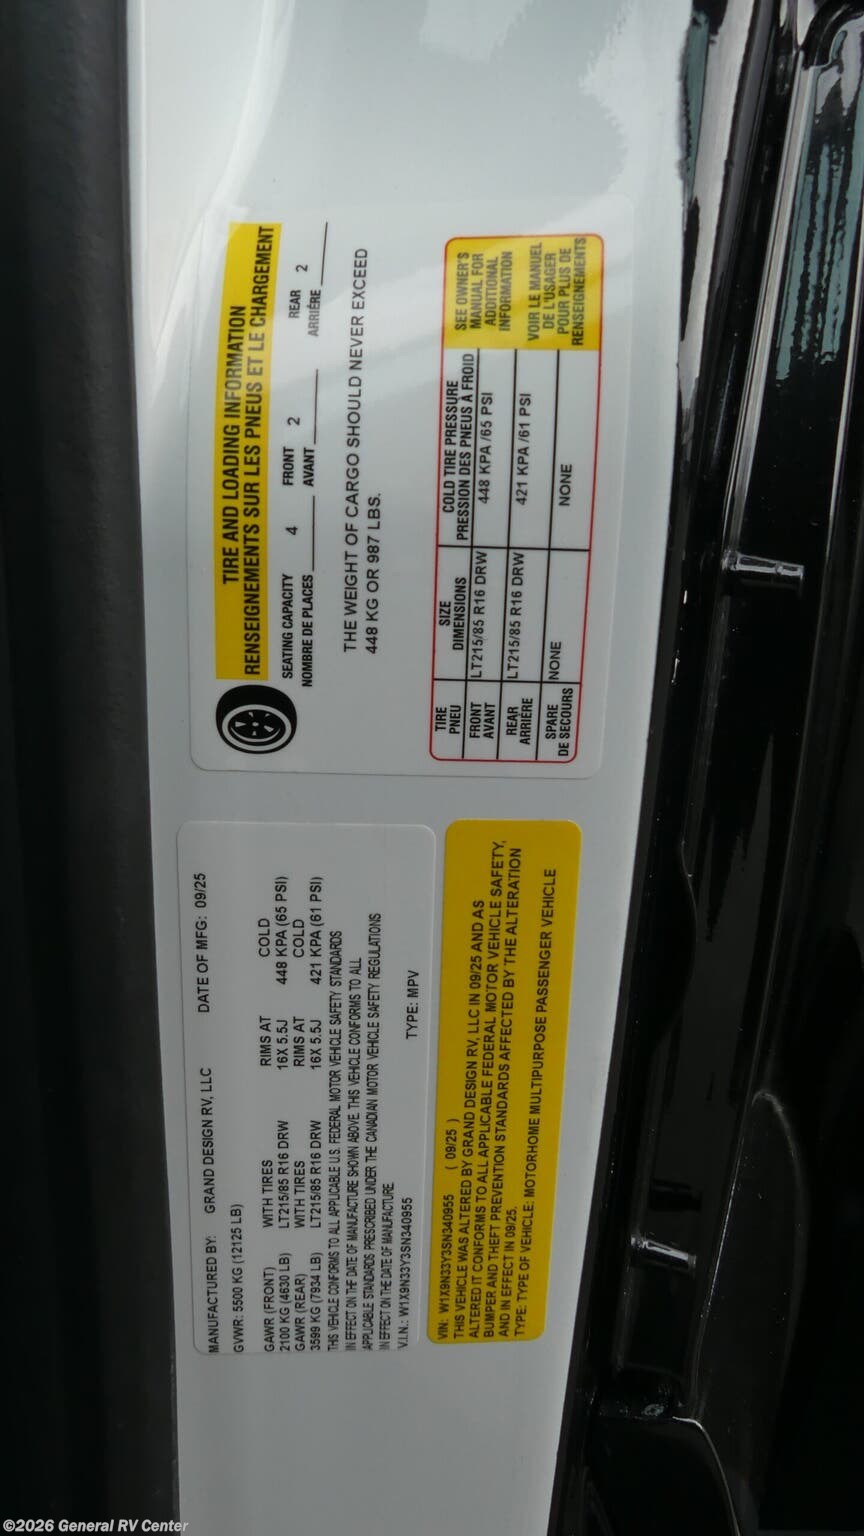 TIRE AND LOADING INFORMATION
RENSEIGNEMENTS SUR LES PNEUS ET LE CHARGEMENT
SEATING CAPACITY 4 FRONT 2 REAR 2
NOMBRE DE PLACES AVANT ARRIÈRE
THE WEIGHT OF CARGO SHOULD NEVER EXCEED
448 KG OR 987 LBS.
TIRE SIZE COLD TIRE PRESSURE
PNEU DIMENSIONS PRESSION DES PNEUS À FROID
FRONT LT215/85 R16 DRW 448 KPA /65 PSI
AVANT
REAR LT215/85 R16 DRW 421 KPA /61 PSI
ARRIÈRE
SPARE NONE NONE
DE SECOURS
SEE OWNER'S
MANUAL FOR
ADDITIONAL
INFORMATION
VOIR LE MANUEL
DE L'USAGER
POUR PLUS DE
RENSEIGNEMENTS
MANUFACTURED BY: GRAND DESIGN RV, LLC DATE OF MFG: 09/25
GVWR: 5500 KG (12125 LB)
GAWR (FRONT) WITH TIRES RIMS AT COLD
2100 KG (4630 LB) LT215/85 R16 DRW 16X 5.5J 448 KPA (65 PSI)
GAWR (REAR) WITH TIRES RIMS AT COLD
3599 KG (7934 LB) LT215/85 R16 DRW 16X 5.5J 421 KPA (61 PSI)
THIS VEHICLE CONFORMS TO ALL APPLICABLE U.S. FEDERAL MOTOR VEHICLE SAFETY STANDARDS
IN EFFECT ON THE DATE OF MANUFACTURE SHOWN ABOVE. THIS VEHICLE CONFORMS TO ALL
APPLICABLE STANDARDS PRESCRIBED UNDER THE CANADIAN MOTOR VEHICLE SAFETY REGULATIONS
IN EFFECT ON THE DATE OF MANUFACTURE
V.I.N.: W1X9N33Y3SN340955 TYPE: MPV
VIN: W1X9N33Y3SN340955 ( 09/25 )
THIS VEHICLE WAS ALTERED BY GRAND DESIGN RV, LLC IN 09/25 AND AS
ALTERED IT CONFORMS TO ALL APPLICABLE FEDERAL MOTOR VEHICLE SAFETY,
BUMPER AND THEFT PREVENTION STANDARDS AFFECTED BY THE ALTERATION
AND IN EFFECT IN 09/25.
TYPE: TYPE OF VEHICLE: MOTORHOME MULTIPURPOSE PASSENGER VEHICLE
©2026 General RV Center